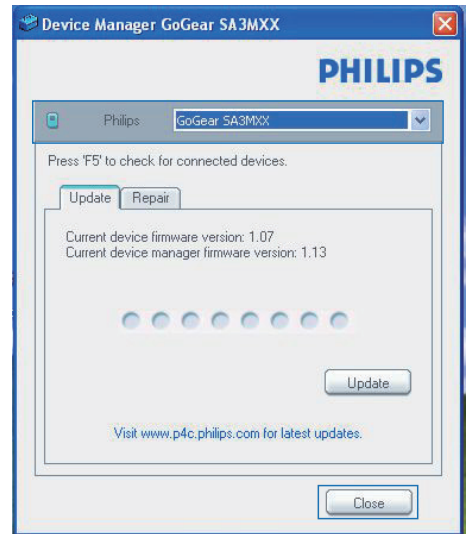 Device Manager GoGear SA3MXX
PHILIPS
Philips GoGear SA3MXX
Press 'F5' to check for connected devices.
Update Repair
Current device firmware version: 1.07
Current device manager firmware version: 1.13
Update
Visit www.p4c.philips.com for latest updates.
Close